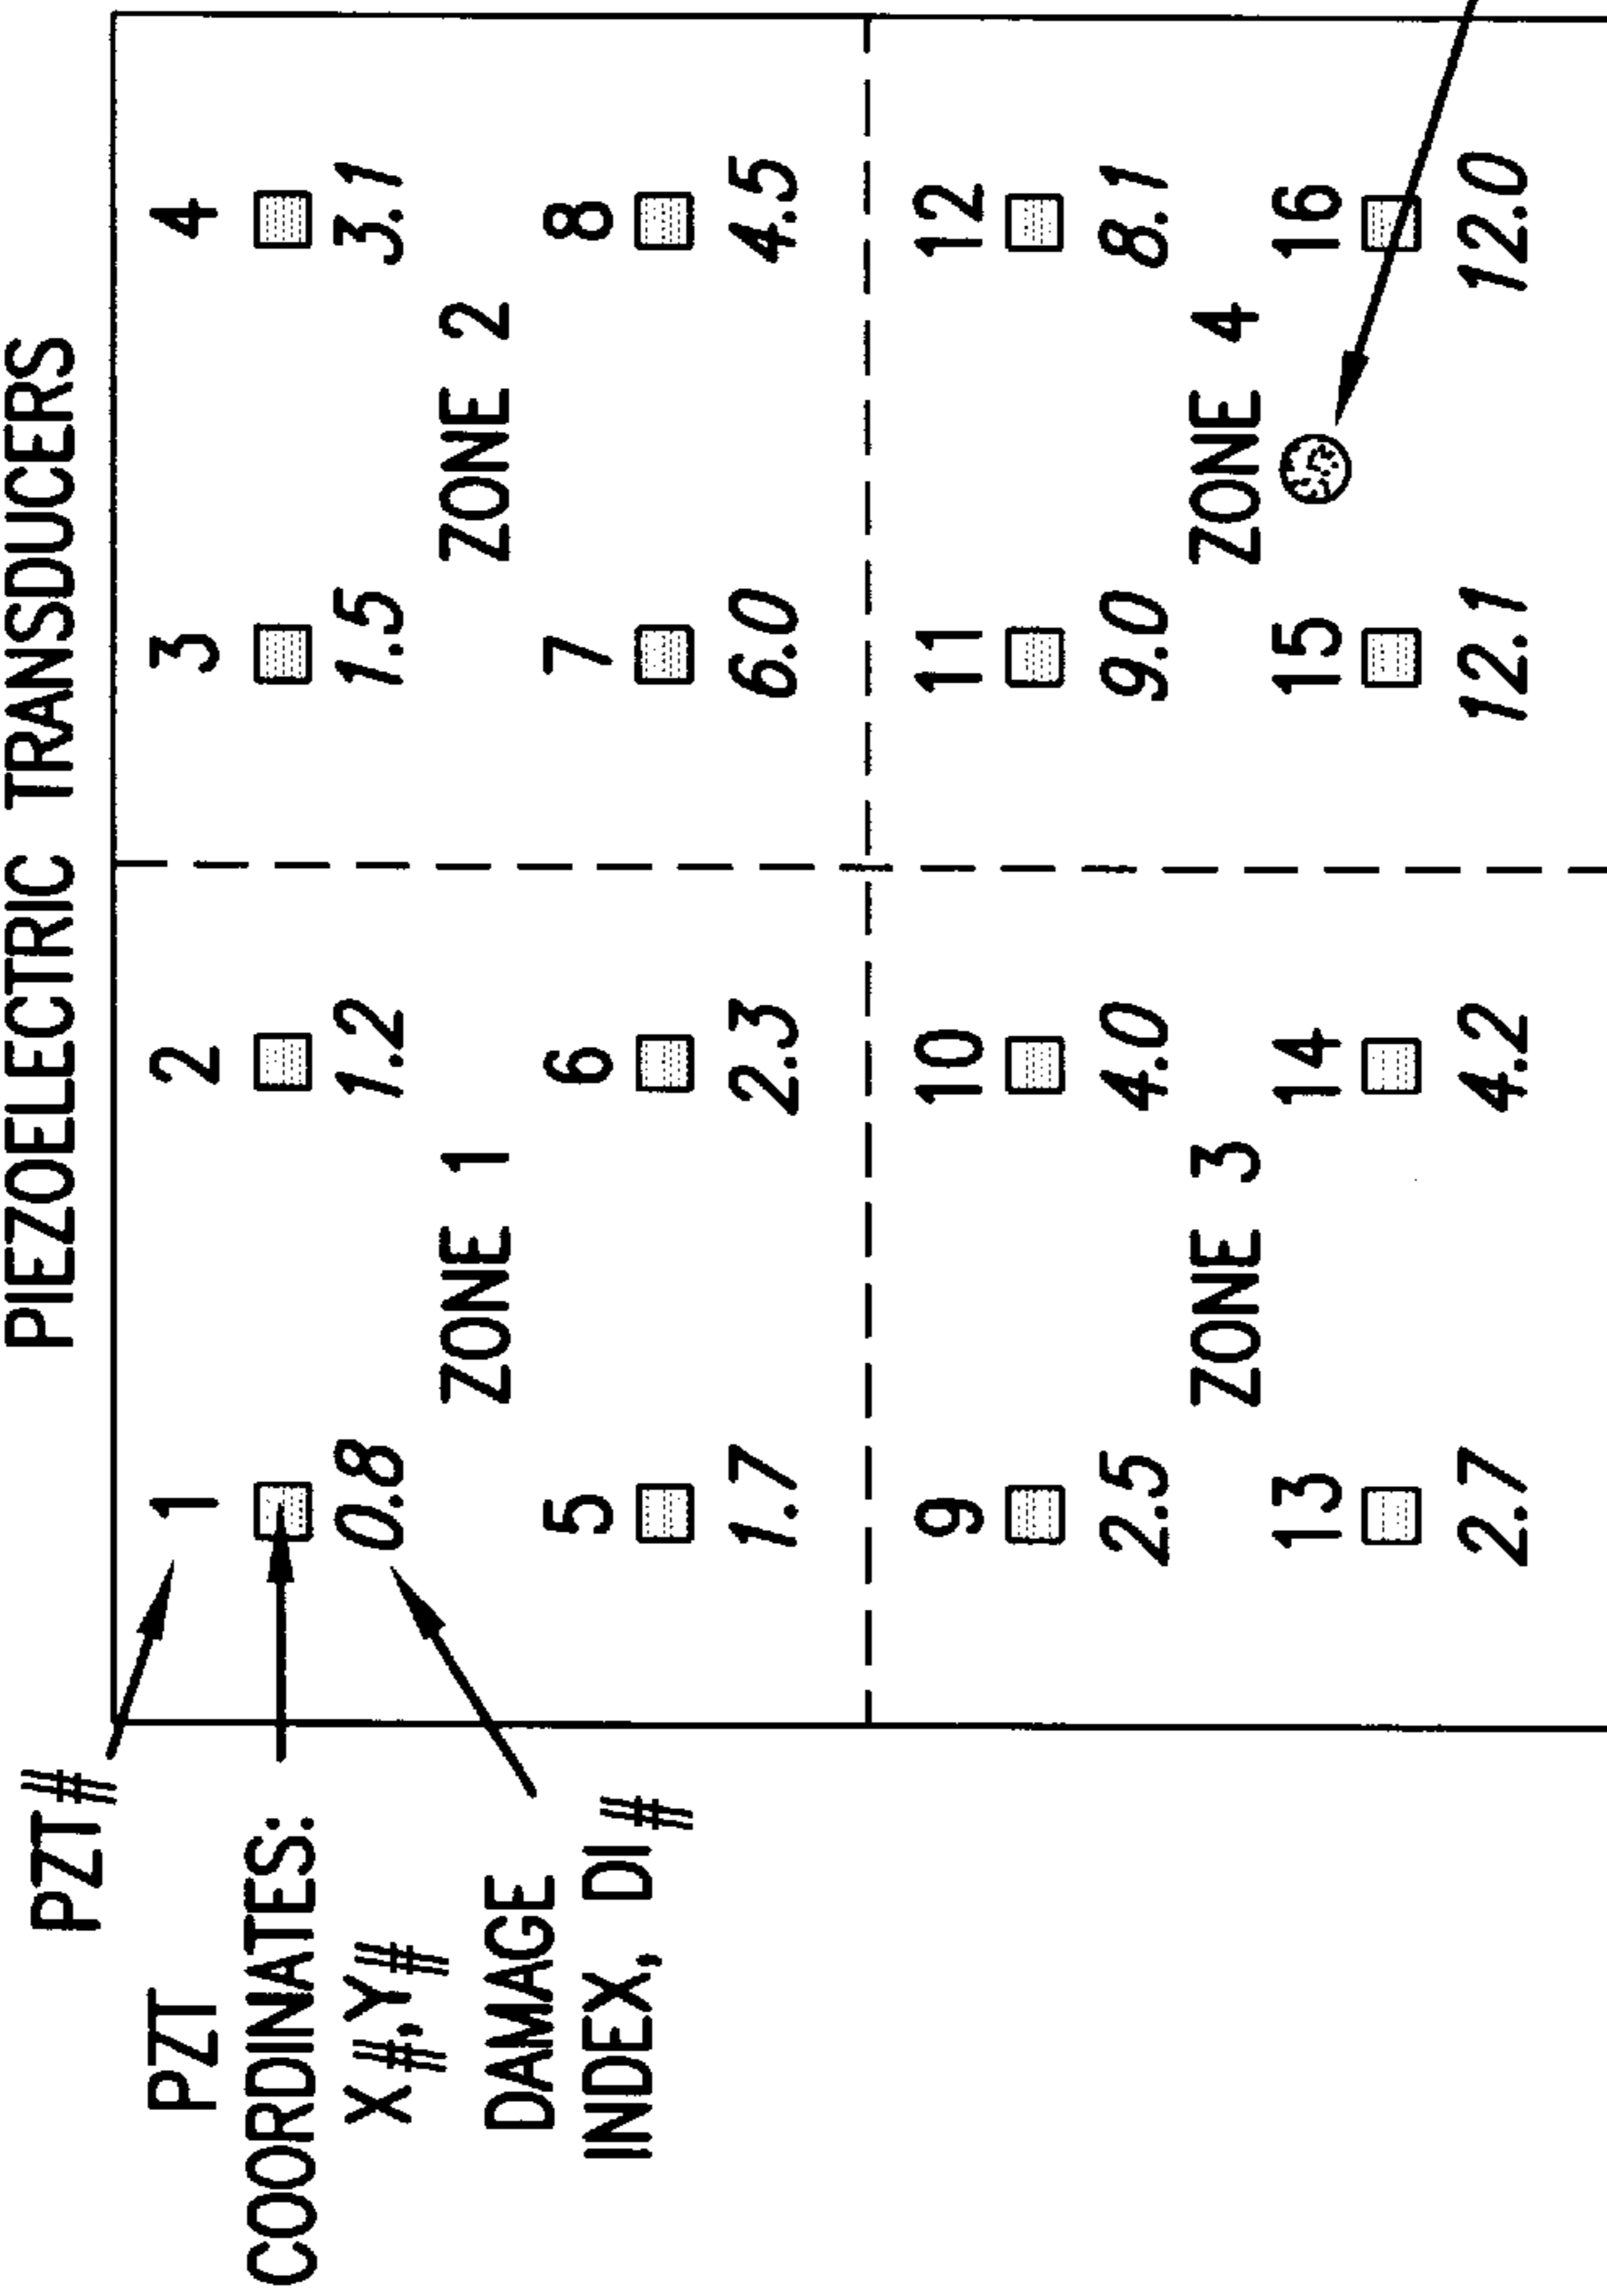 PIEZOELECTRIC TRANSDUCERS
PZT#
PZT
COORDINATES:
X#,Y#
DAMAGE
INDEX, DI#
1 2 3 4
0.8 1.2 1.5 3.1
ZONE 1 ZONE 2
5 6 7 8
1.7 2.3 6.0 4.5
9 10 11 12
2.5 4.0 9.0 8.1
ZONE 3 ZONE 4
13 14 15 16
2.7 4.2 12.1 12.0